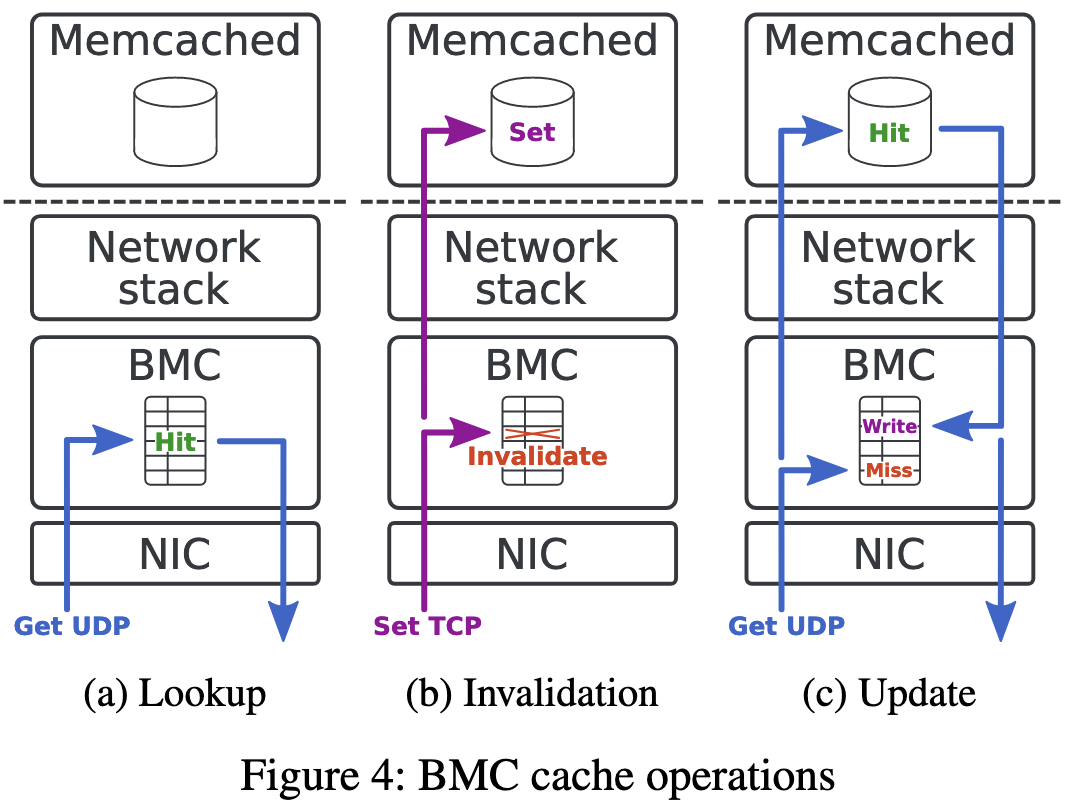 Memcached
Network
stack
BMC
Hit
NIC
Get UDP
(a) Lookup
Memcached
Set
Network
stack
BMC
Invalidate
NIC
Set TCP
(b) Invalidation
Memcached
Hit
Network
stack
BMC
Write
Miss
NIC
Get UDP
(c) Update
Figure 4: BMC cache operations